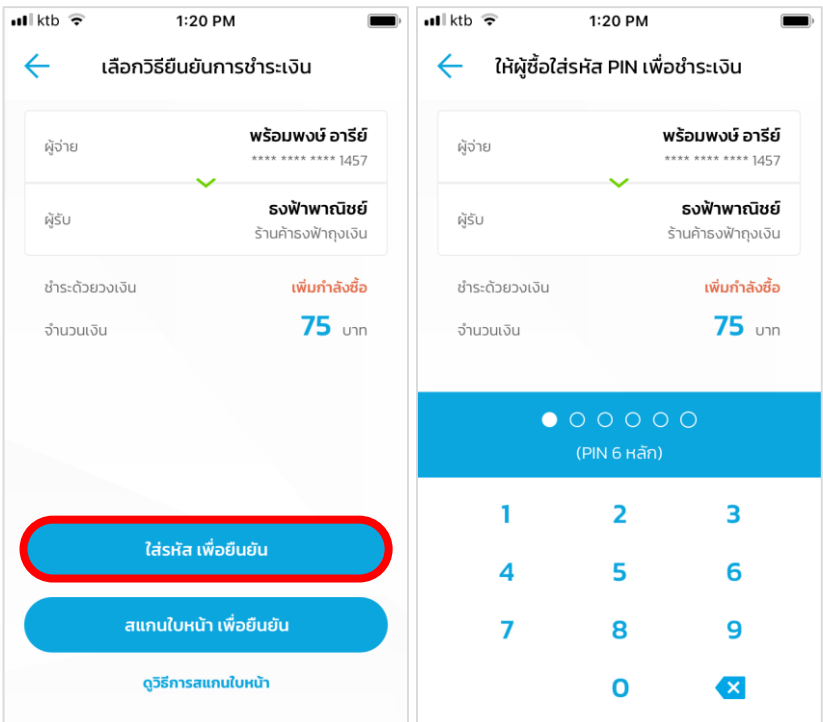 ktb 1:20 PM
เลือกวิธียืนยันการชำระเงิน
ผู้จ่าย พร้อมพงษ์ อารีย์
**** **** **** 1457
ผู้รับ ธงฟ้าพาณิชย์
ร้านค้าธงฟ้าถุงเงิน
ชำระด้วยวงเงิน เพิ่มกำลังซื้อ
จำนวนเงิน 75 บาท
ใส่รหัส เพื่อยืนยัน
สแกนใบหน้า เพื่อยืนยัน
ดูวิธีการสแกนใบหน้า
ktb 1:20 PM
ให้ผู้ซื้อใส่รหัส PIN เพื่อชำระเงิน
ผู้จ่าย พร้อมพงษ์ อารีย์
**** **** **** 1457
ผู้รับ ธงฟ้าพาณิชย์
ร้านค้าธงฟ้าถุงเงิน
ชำระด้วยวงเงิน เพิ่มกำลังซื้อ
จำนวนเงิน 75 บาท
(PIN 6 หลัก)
1 2 3
4 5 6
7 8 9
0